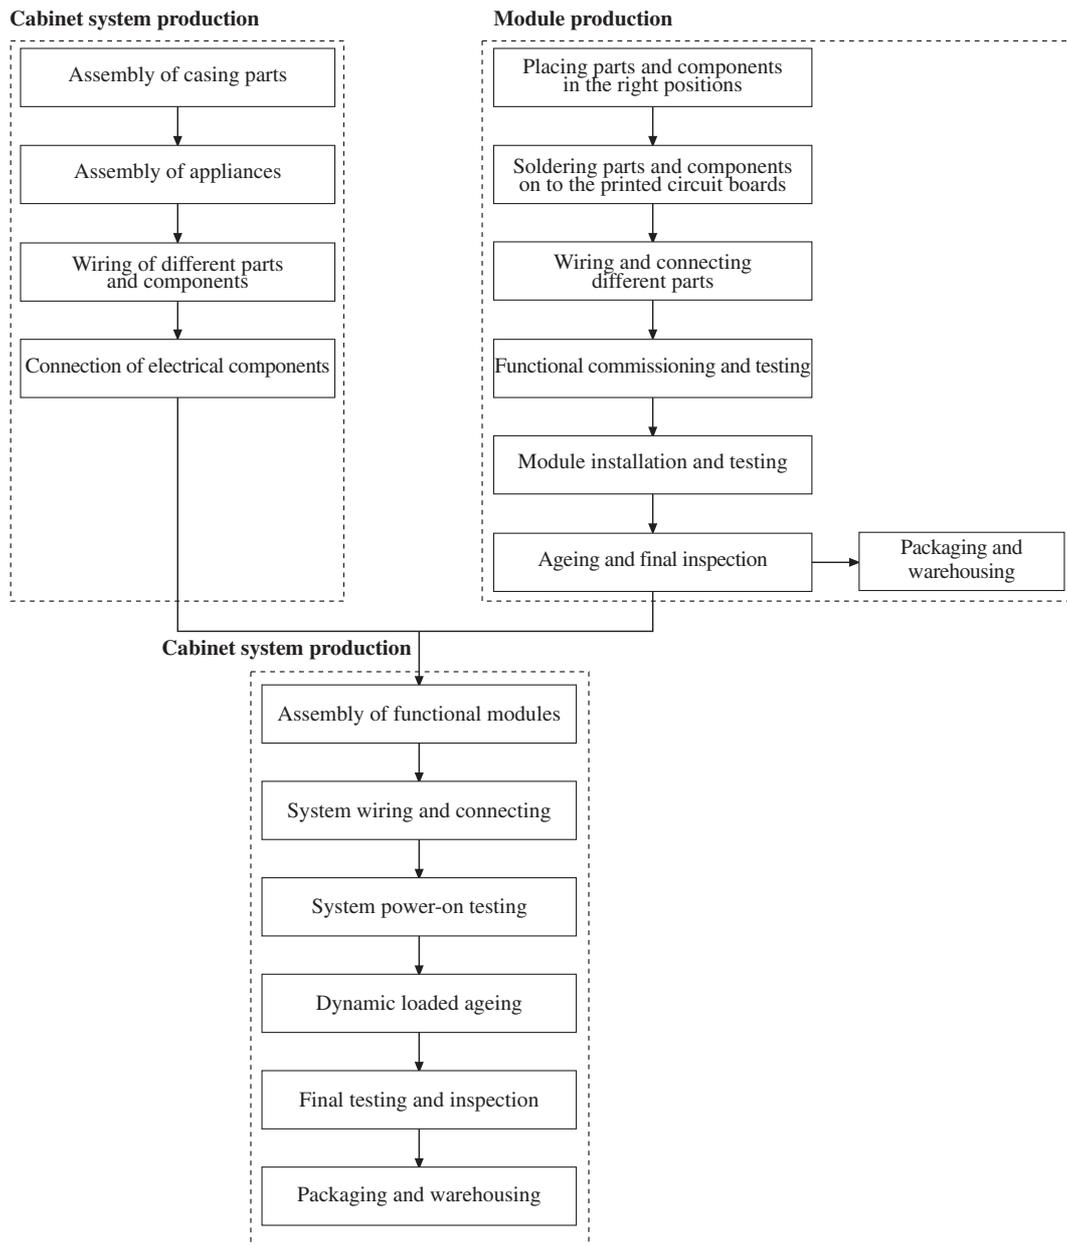 Cabinet system production
Assembly of casing parts
Assembly of appliances
Wiring of different parts
and components
Connection of electrical components
Module production
Placing parts and components
in the right positions
Soldering parts and components
on to the printed circuit boards
Wiring and connecting
different parts
Functional commissioning and testing
Module installation and testing
Ageing and final inspection
Packaging and
warehousing
Cabinet system production
Assembly of functional modules
System wiring and connecting
System power-on testing
Dynamic loaded ageing
Final testing and inspection
Packaging and warehousing